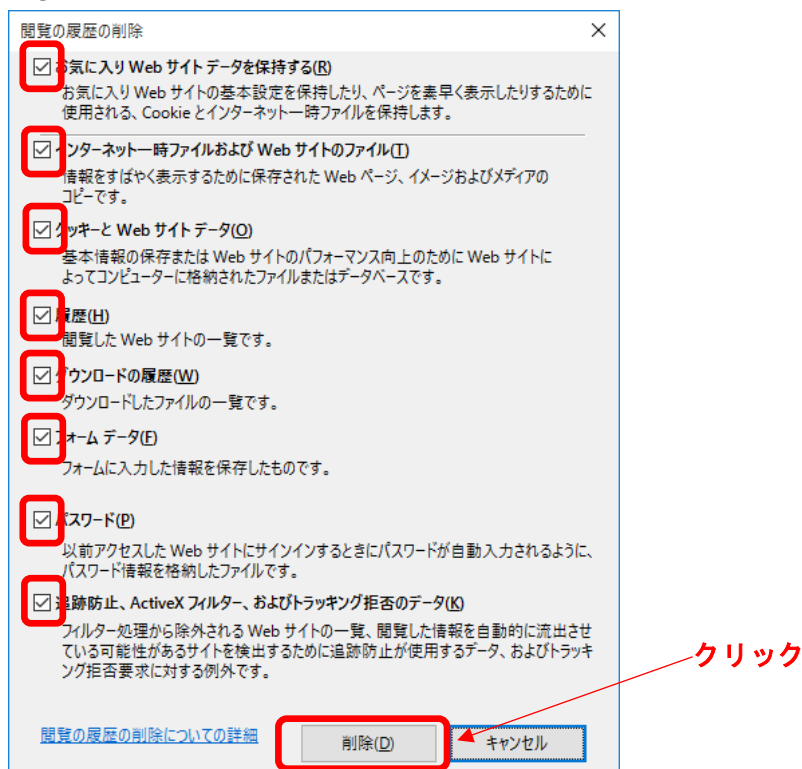 閲覧の履歴の削除
お気に入り Web サイト データを保持する(R)
お気に入り Web サイトの基本設定を保持したり、ページを素早く表示したりするために
使用される、Cookie とインターネット一時ファイルを保持します。
インターネット一時ファイルおよび Web サイトのファイル(T)
情報をすばやく表示するために保存された Web ページ、イメージおよびメディアの
コピーです。
クッキーと Web サイト データ(O)
基本情報の保存または Web サイトのパフォーマンス向上のために Web サイトに
よってコンピューターに格納されたファイルまたはデータベースです。
履歴(H)
閲覧した Web サイトの一覧です。
ダウンロードの履歴(W)
ダウンロードしたファイルの一覧です。
フォーム データ(F)
フォームに入力した情報を保存したものです。
パスワード(P)
以前アクセスした Web サイトにサインインするときにパスワードが自動入力されるように、
パスワード情報を格納したファイルです。
追跡防止、ActiveX フィルター、およびトラッキング拒否のデータ(K)
フィルター処理から除外される Web サイトの一覧、閲覧した情報を自動的に流出させ
ている可能性があるサイトを検出するために追跡防止が使用するデータ、およびトラッキ
ング拒否要求に対する例外です。
クリック
閲覧の履歴の削除についての詳細
削除(D)
キャンセル